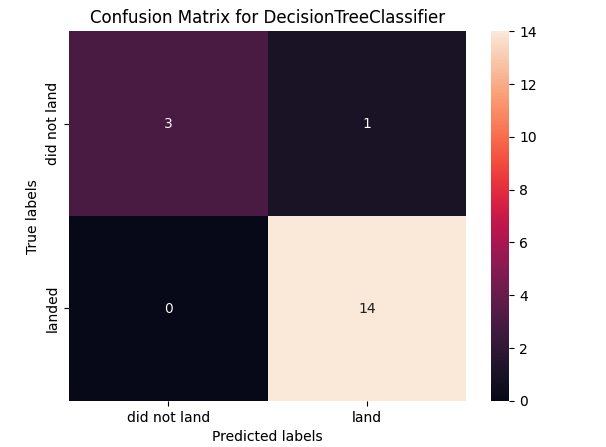 Confusion Matrix for DecisionTreeClassifier
True labels
did not land
landed
3
1
0
14
did not land
land
Predicted labels
14
12
10
8
6
4
2
0